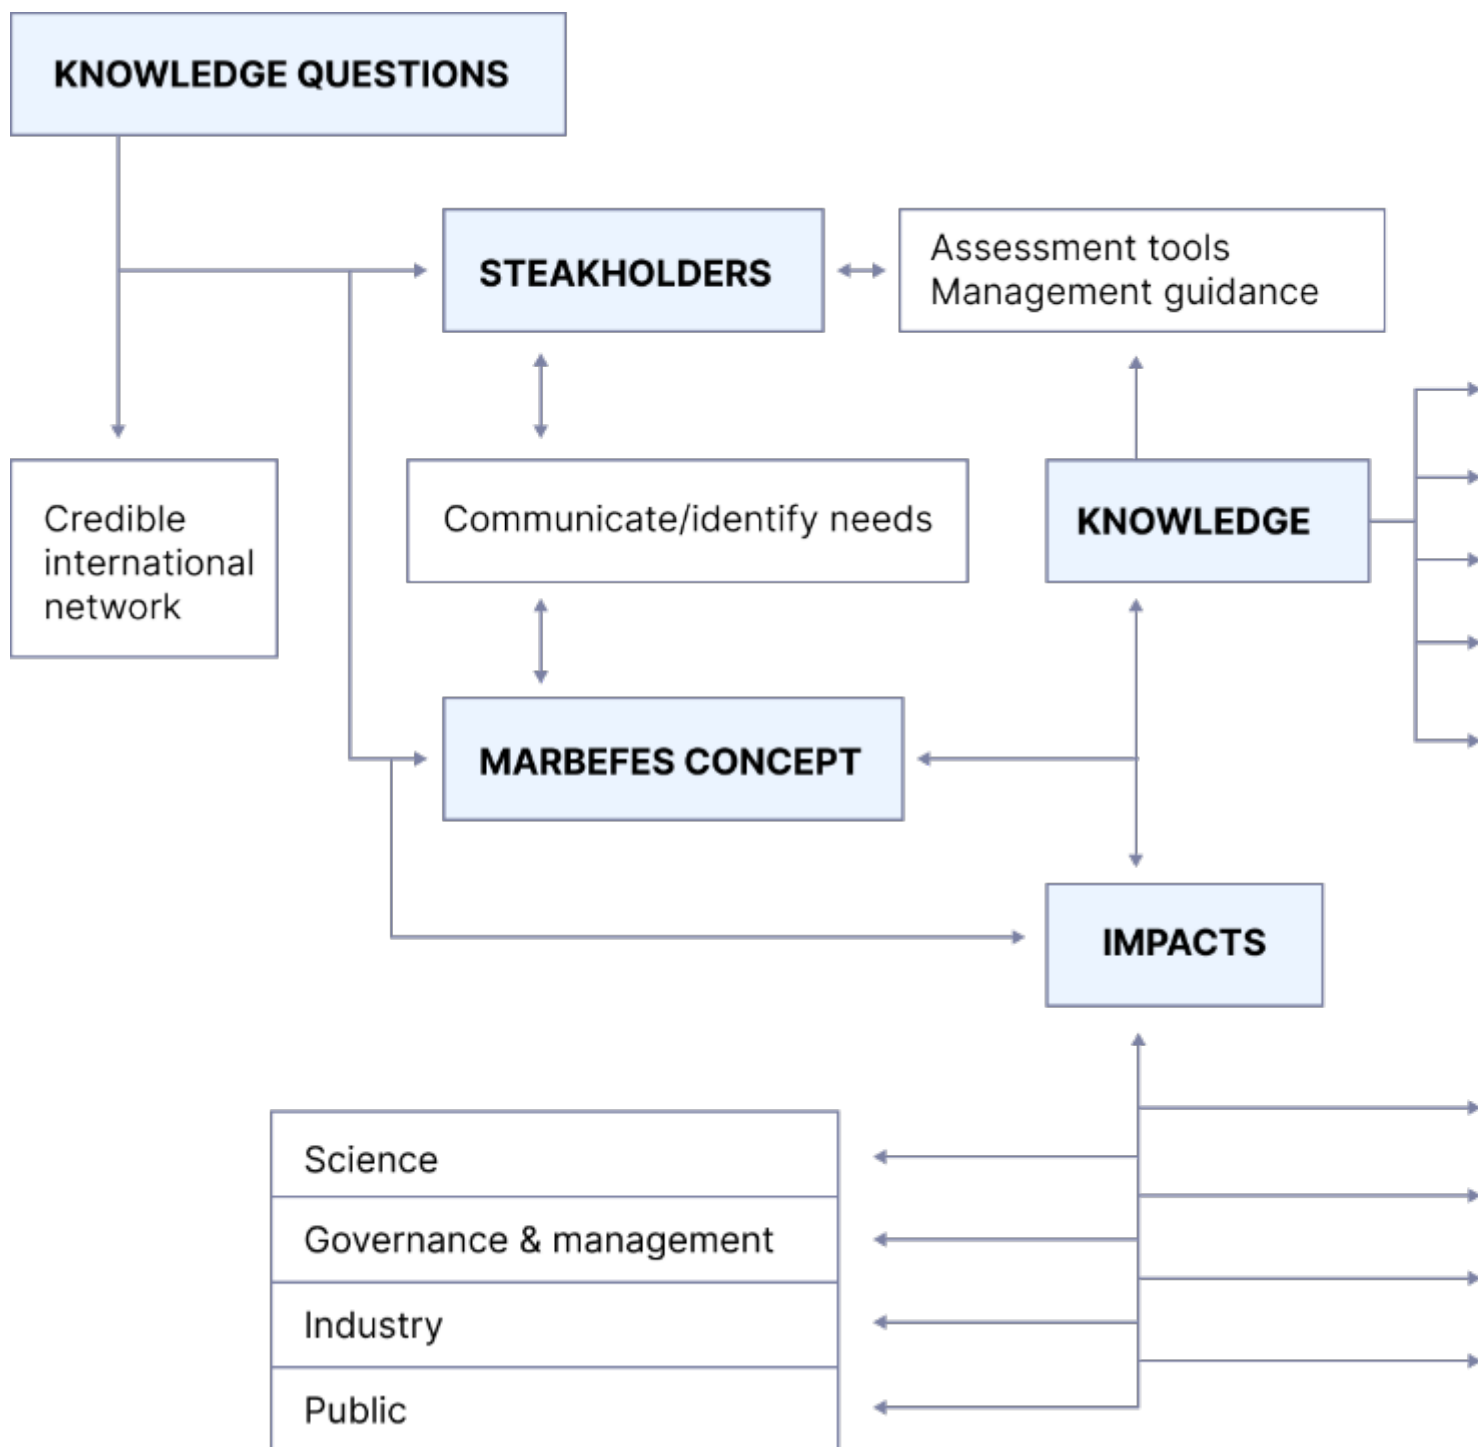 KNOWLEDGE QUESTIONS
STEAKHOLDERS
Assessment tools
Management guidance
Credible
international
network
Communicate/identify needs
KNOWLEDGE
MARBEFES CONCEPT
IMPACTS
Science
Governance & management
Industry
Public